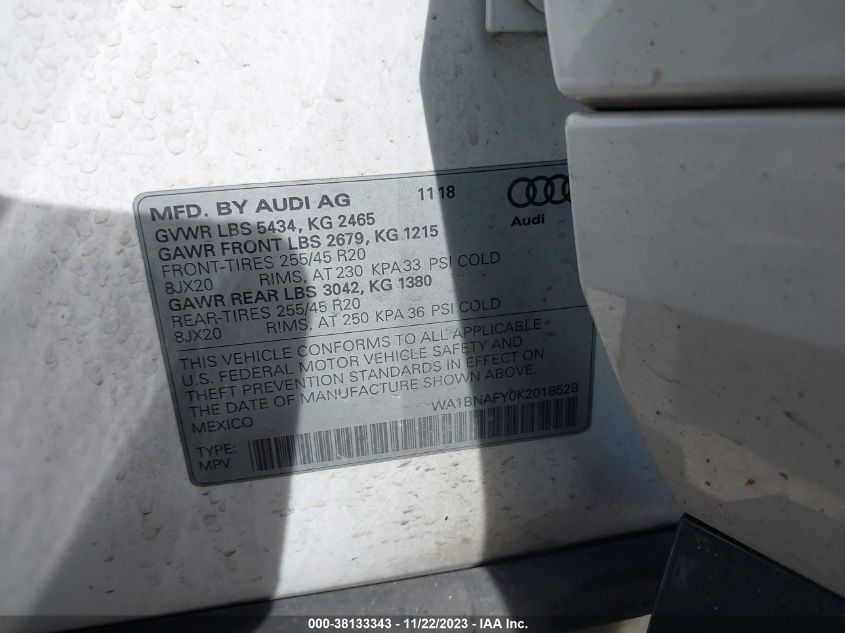 MFD. BY AUDI AG 11 18
Audi
GVWR LBS 5434, KG 2465
GAWR FRONT LBS 2679, KG 1215
FRONT-TIRES 255/45 R20
8JX20 RIMS, AT 230 KPA 33 PSI COLD
GAWR REAR LBS 3042, KG 1380
REAR-TIRES 255/45 R20
8JX20 RIMS, AT 250 KPA 36 PSI COLD
THIS VEHICLE CONFORMS TO ALL APPLICABLE
U.S. FEDERAL MOTOR VEHICLE SAFETY AND
THEFT PREVENTION STANDARDS IN EFFECT ON
THE DATE OF MANUFACTURE SHOWN ABOVE.
MEXICO WA1BNAFY0K2018528
TYPE:
MPV
000-38133343 - 11/22/2023 - IAA Inc.